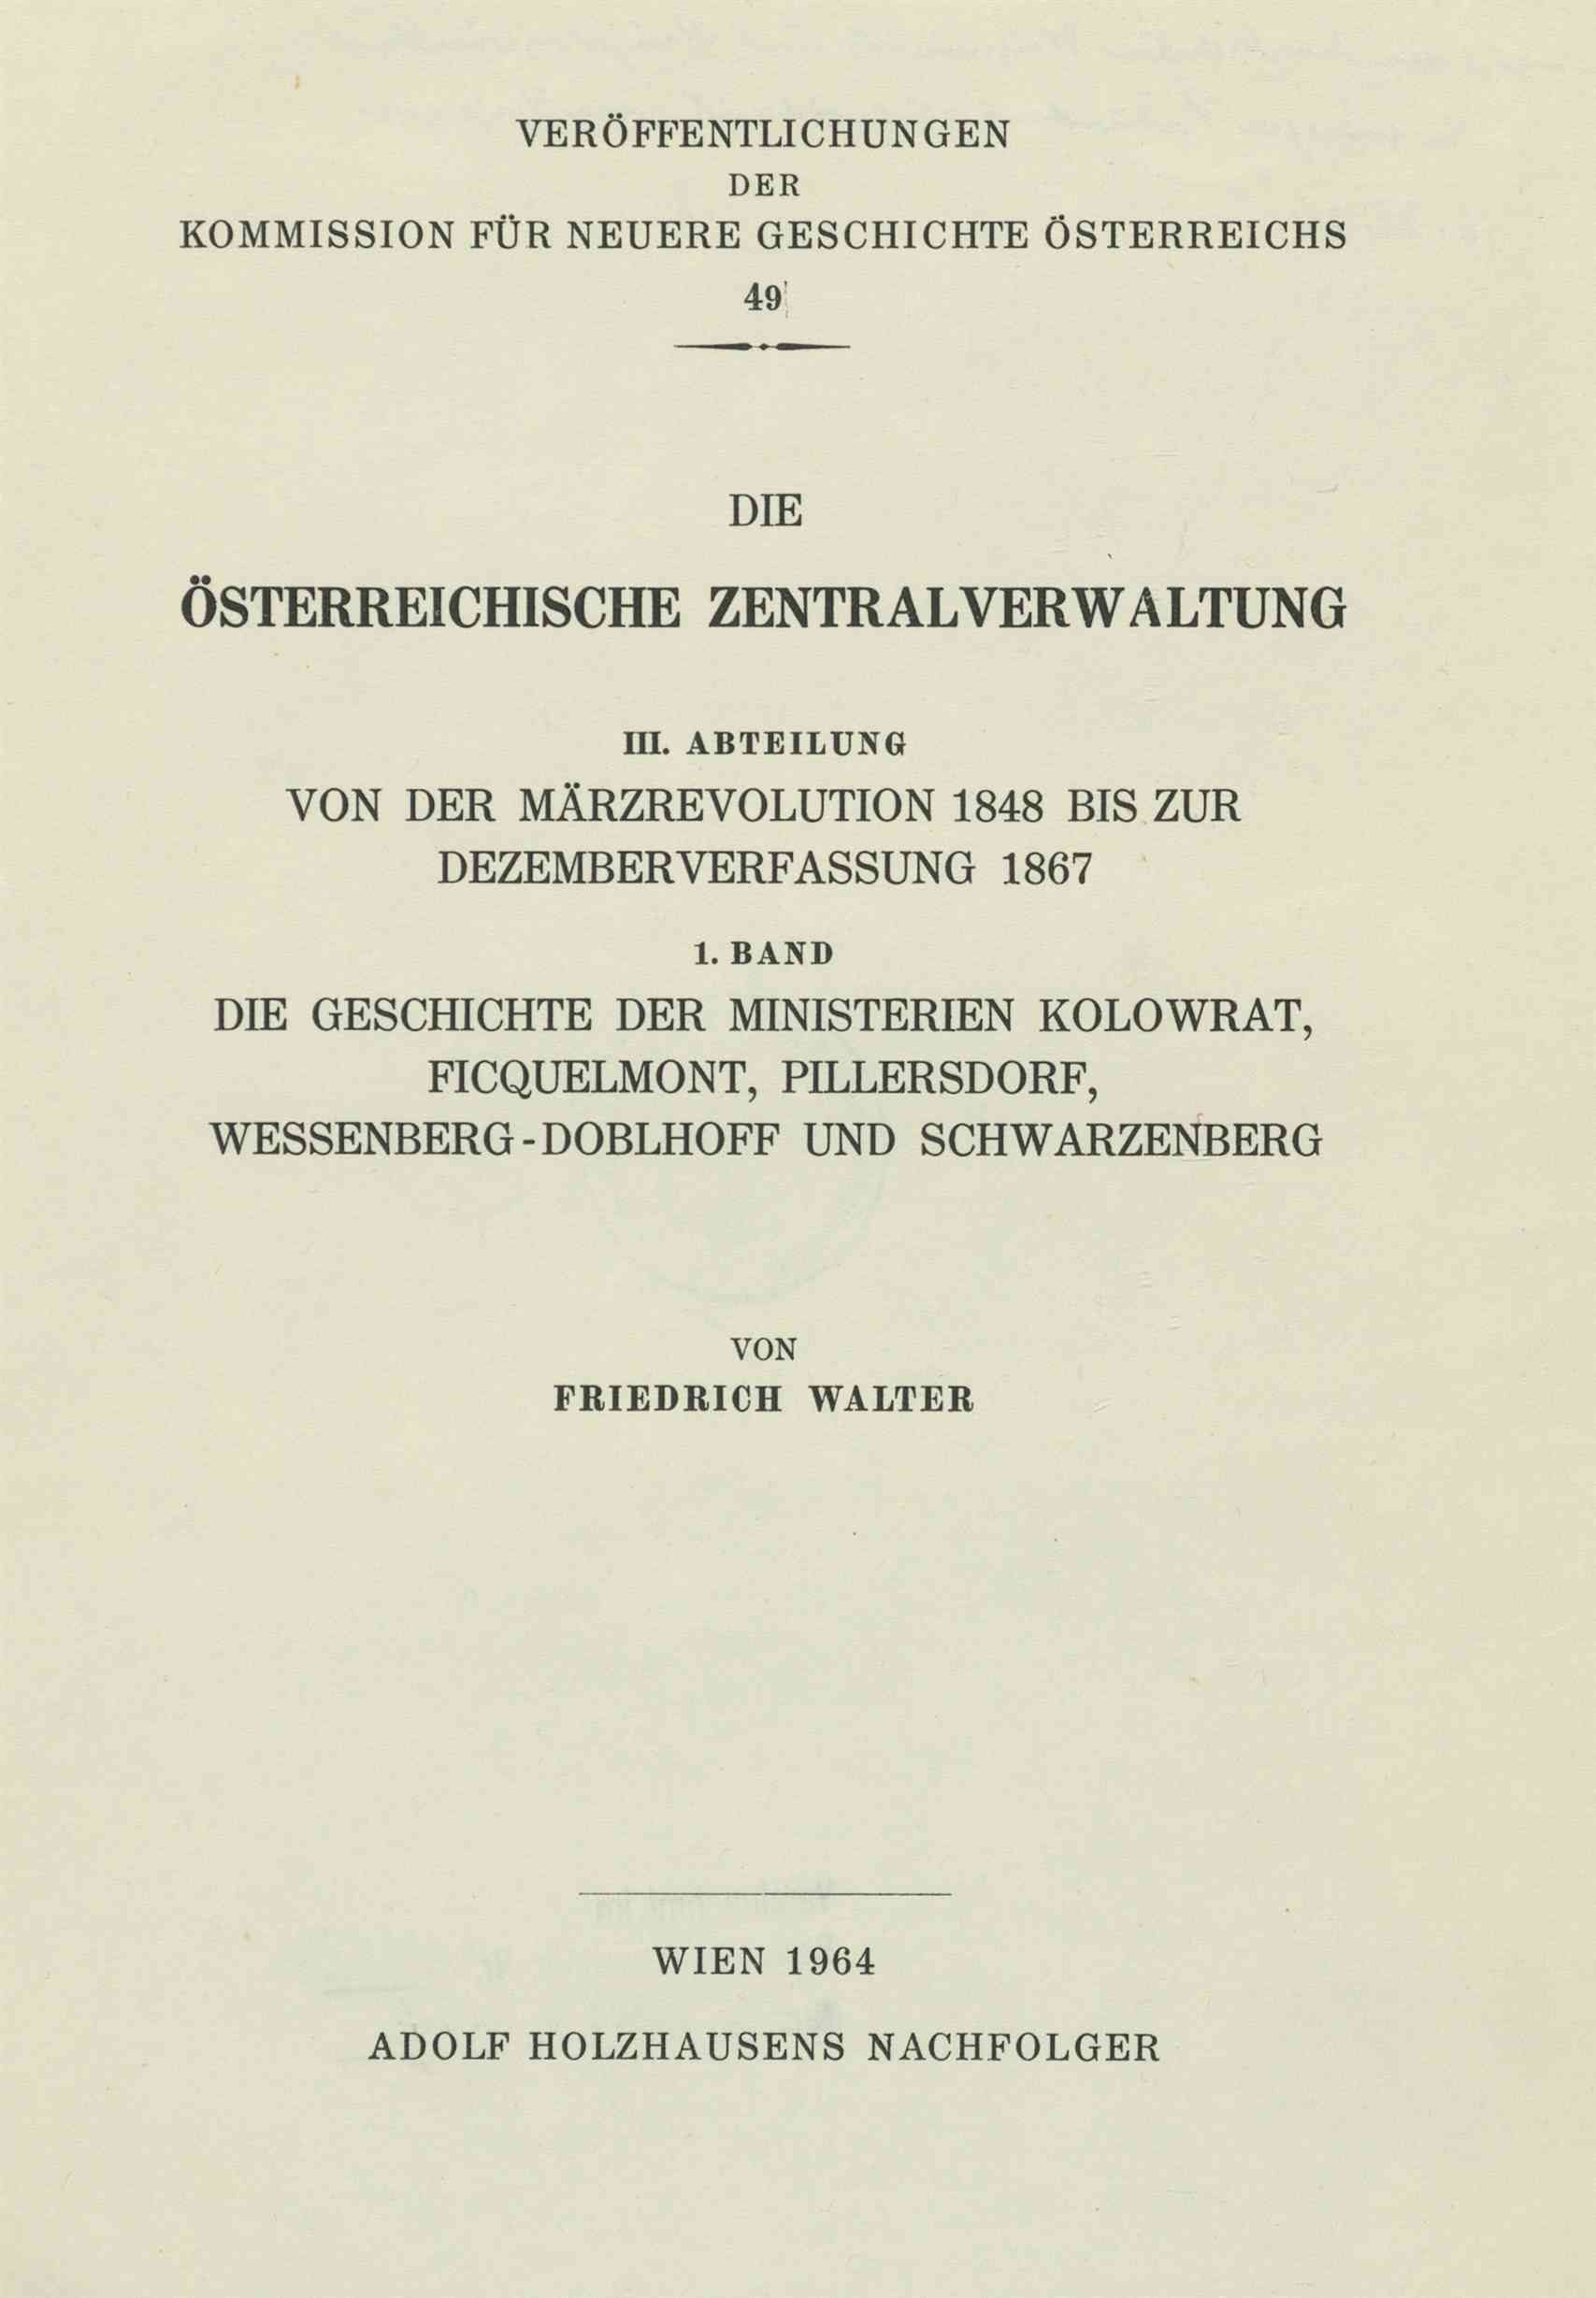 VERÖFFENTLICHUNGEN
DER
KOMMISSION FÜR NEUERE GESCHICHTE ÖSTERREICHS
49
DIE
ÖSTERREICHISCHE ZENTRALVERWALTUNG
III. ABTEILUNG
VON DER MÄRZREVOLUTION 1848 BIS ZUR
DEZEMBERVERFASSUNG 1867
1. BAND
DIE GESCHICHTE DER MINISTERIEN KOLOWRAT,
FICQUELMONT, PILLERSDORF,
WESSENBERG-DOBLHOFF UND SCHWARZENBERG
VON
FRIEDRICH WALTER
WIEN 1964
ADOLF HOLZHAUSENS NACHFOLGER